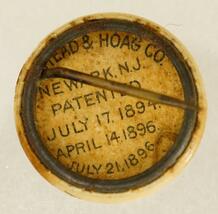 HEAD & HOAG CO.
NEWARK, N.J.
PATENTED
JULY 17, 1894.
APRIL 14, 1896.
JULY 21, 1896.